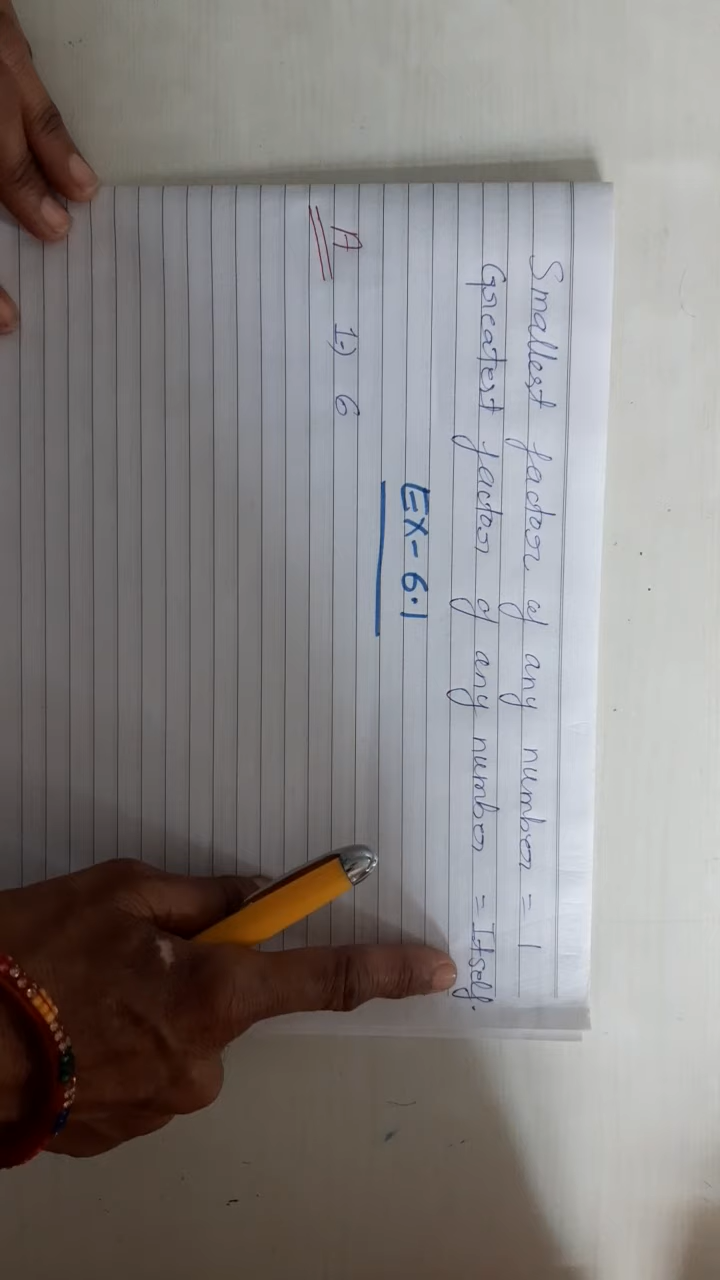 Smallest factor of any number = 1
Greatest factor of any number = Itself.
EX-6.1
A 1.) 6